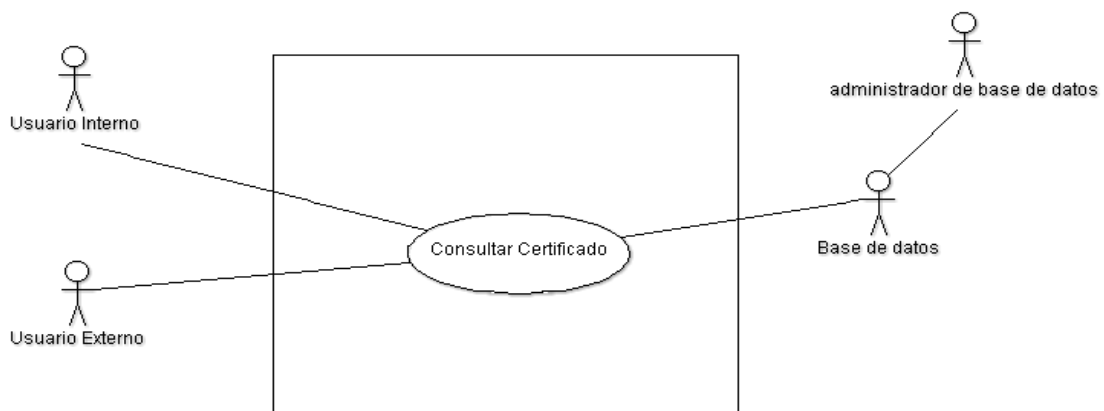 administrador de base de datos
Usuario Interno
Consultar Certificado
Base de datos
Usuario Externo